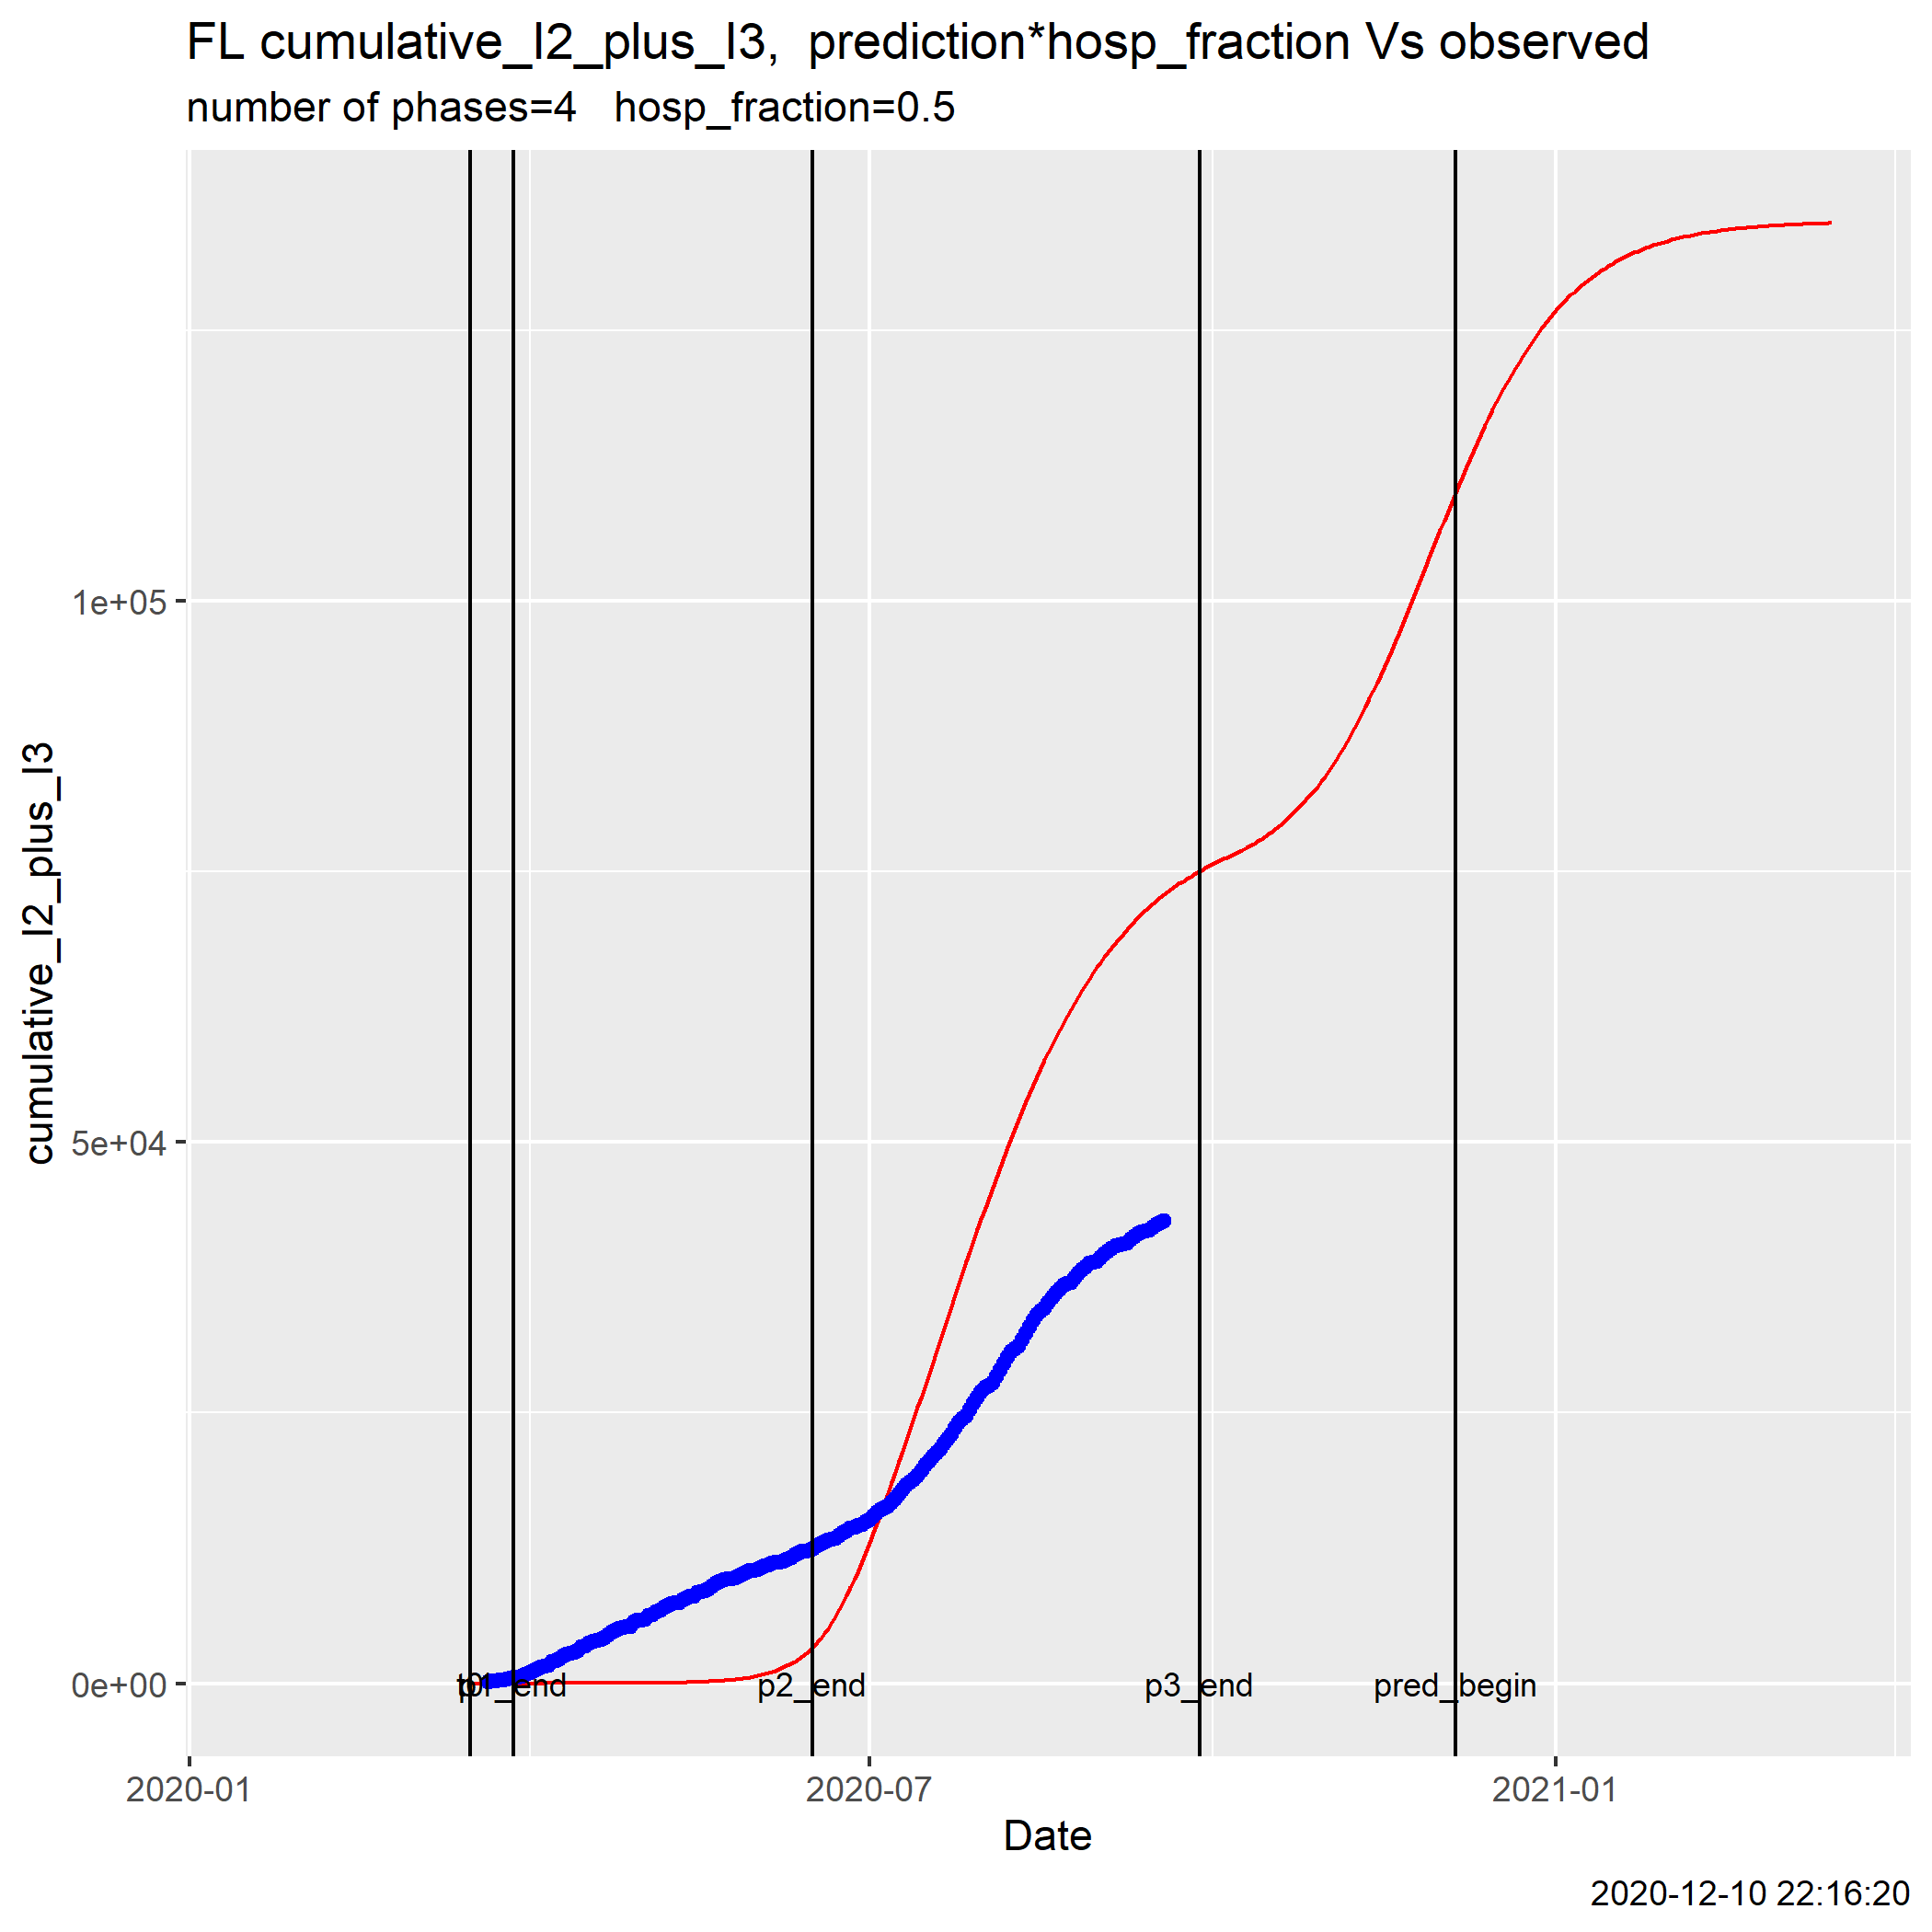 FL cumulative_I2_plus_I3,  prediction*hosp_fraction Vs observed
number of phases=4   hosp_fraction=0.5
cumulative_I2_plus_I3
1e+05
5e+04
0e+00
p2_end
p3_end
pred_begin
2020-01
2020-07
2021-01
Date
2020-12-10 22:16:20